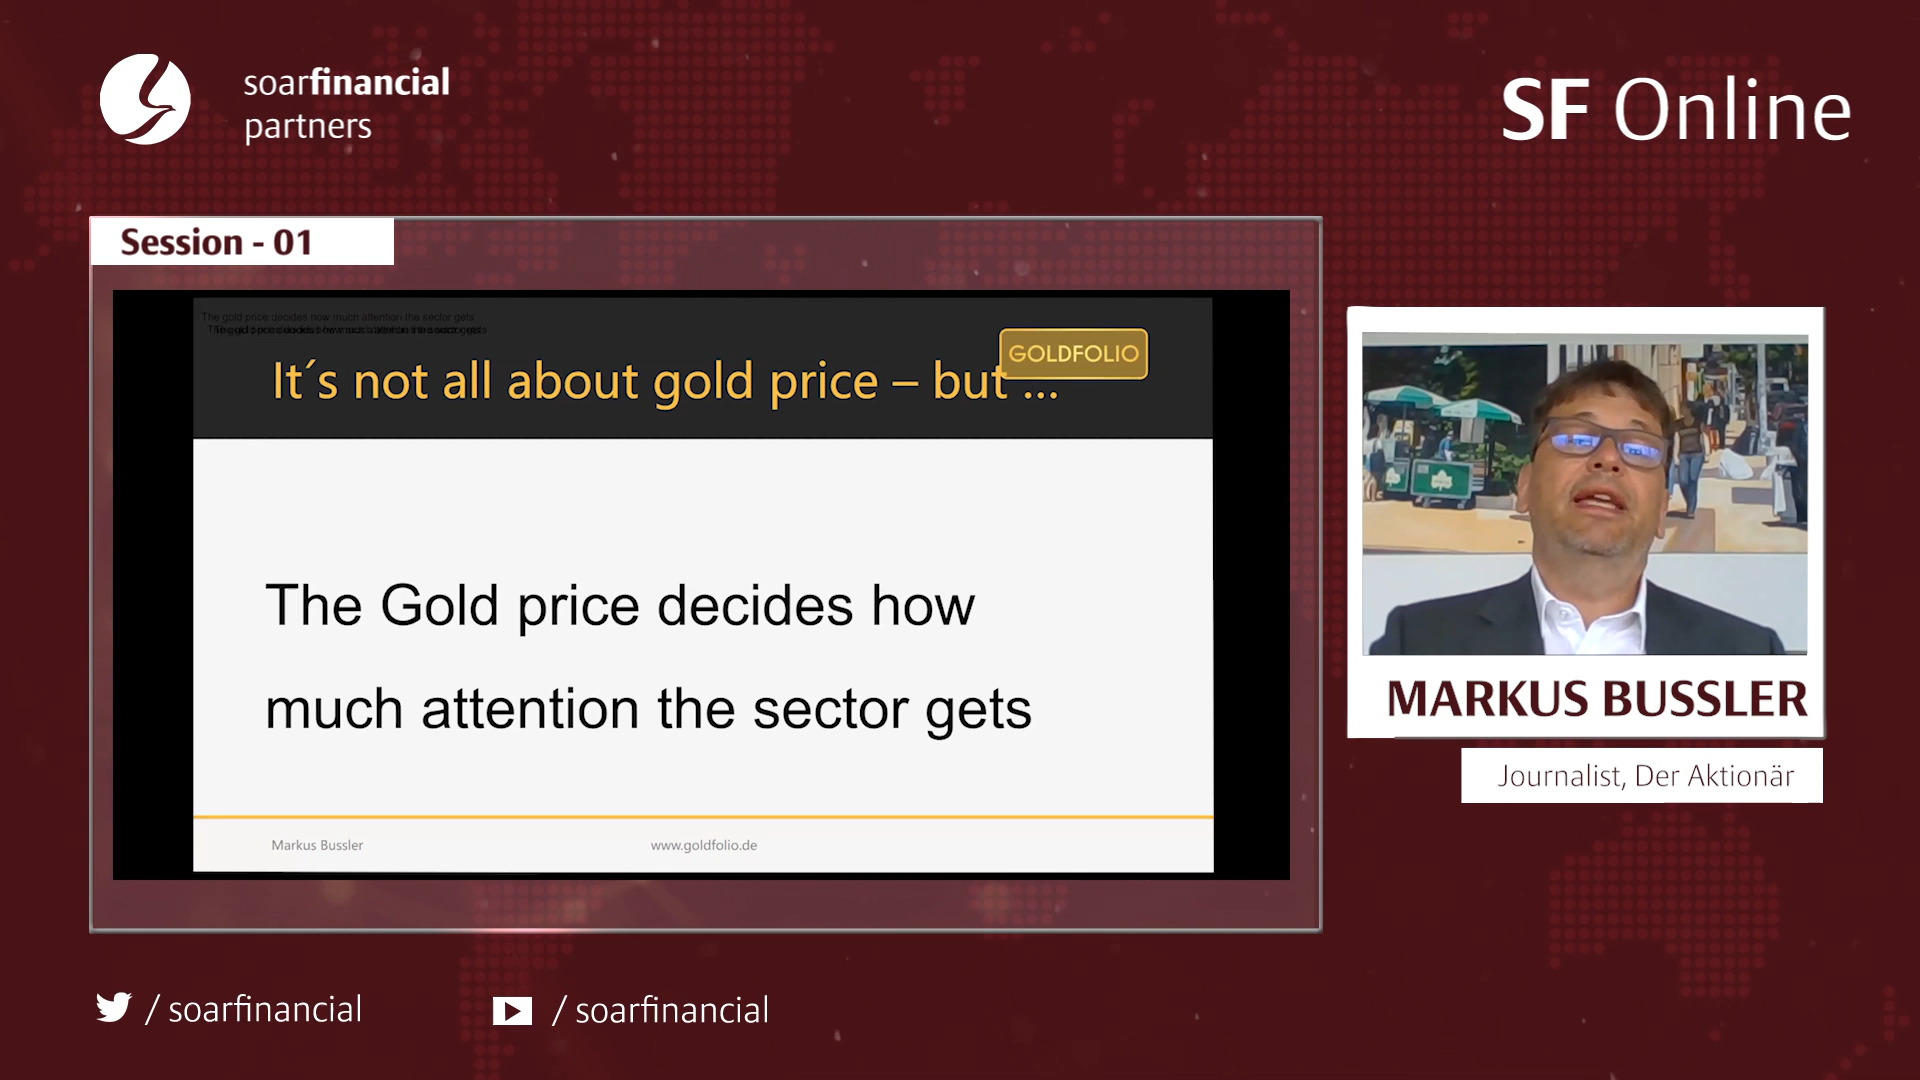 soarfinancial
partners
SF Online
Session - 01
The gold price decides how much attention the sector gets
GOLDFOLIO
It´s not all about gold price – but ...
The Gold price decides how
much attention the sector gets
Markus Bussler
www.goldfolio.de
MARKUS BUSSLER
Journalist, Der Aktionär
/ soarfinancial
/ soarfinancial